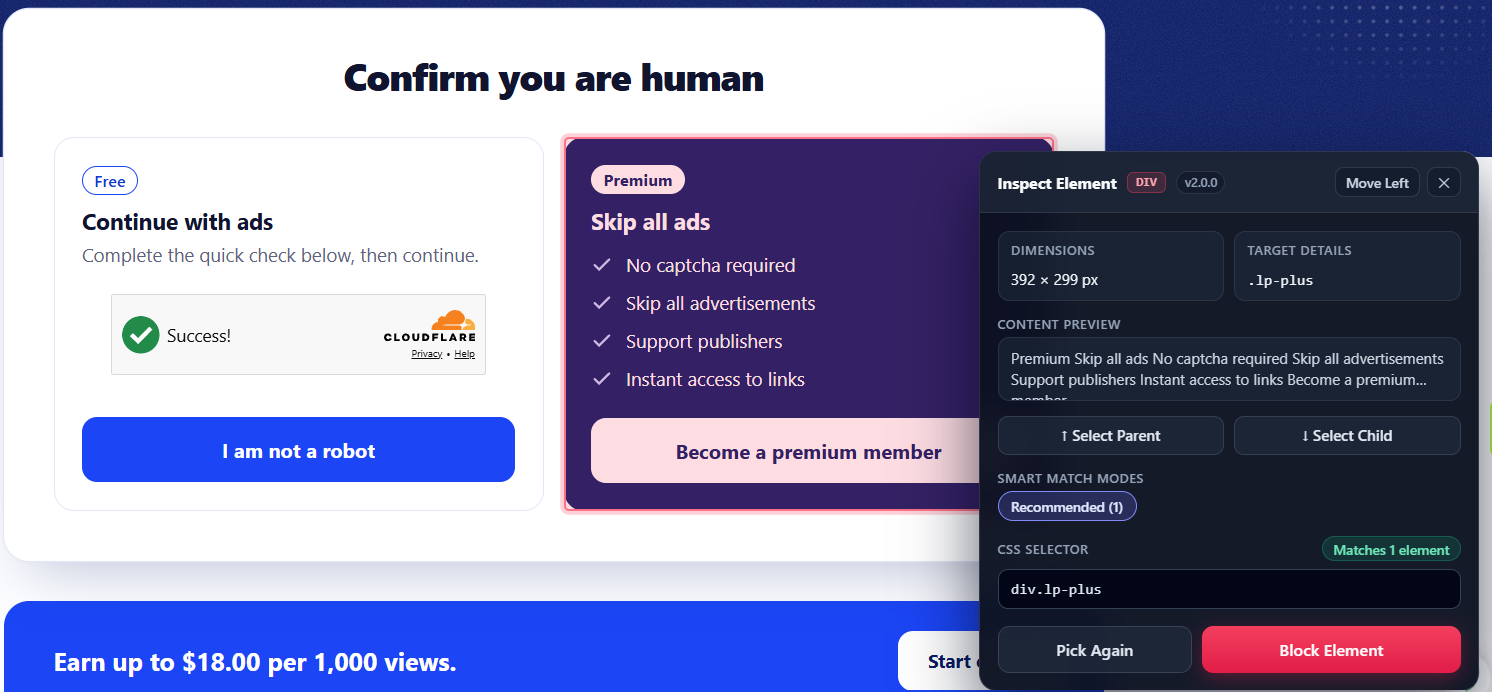 Confirm you are human
Free
Continue with ads
Complete the quick check below, then continue.
Success!
CLOUDFLARE
Privacy • Help
I am not a robot
Premium
Skip all ads
No captcha required
Skip all advertisements
Support publishers
Instant access to links
Become a premium member
Earn up to $18.00 per 1,000 views.
Start
Inspect Element DIV v2.0.0 Move Left
DIMENSIONS
392 × 299 px
TARGET DETAILS
.lp-plus
CONTENT PREVIEW
Premium Skip all ads No captcha required Skip all advertisements
Support publishers Instant access to links Become a premium...
member
↑ Select Parent
↓ Select Child
SMART MATCH MODES
Recommended (1)
CSS SELECTOR
Matches 1 element
div.lp-plus
Pick Again
Block Element